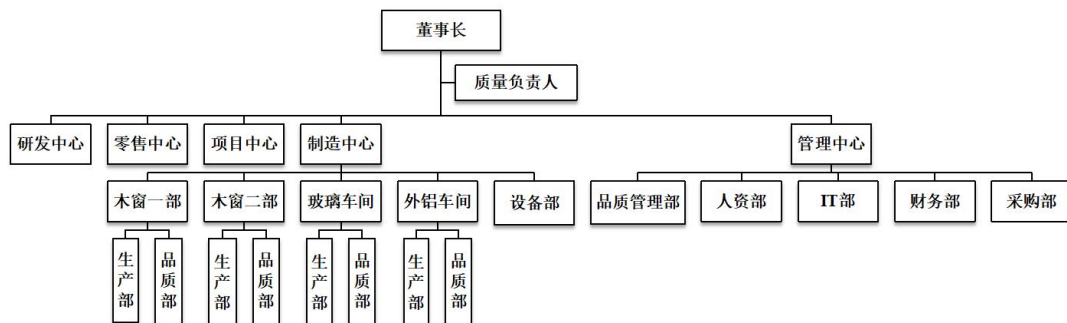 董事长
质量负责人
研发中心
零售中心
项目中心
制造中心
管理中心
木窗一部
木窗二部
玻璃车间
外铝车间
设备部
品质管理部
人资部
IT部
财务部
采购部
生产部
品质部
生产部
品质部
生产部
品质部
生产部
品质部